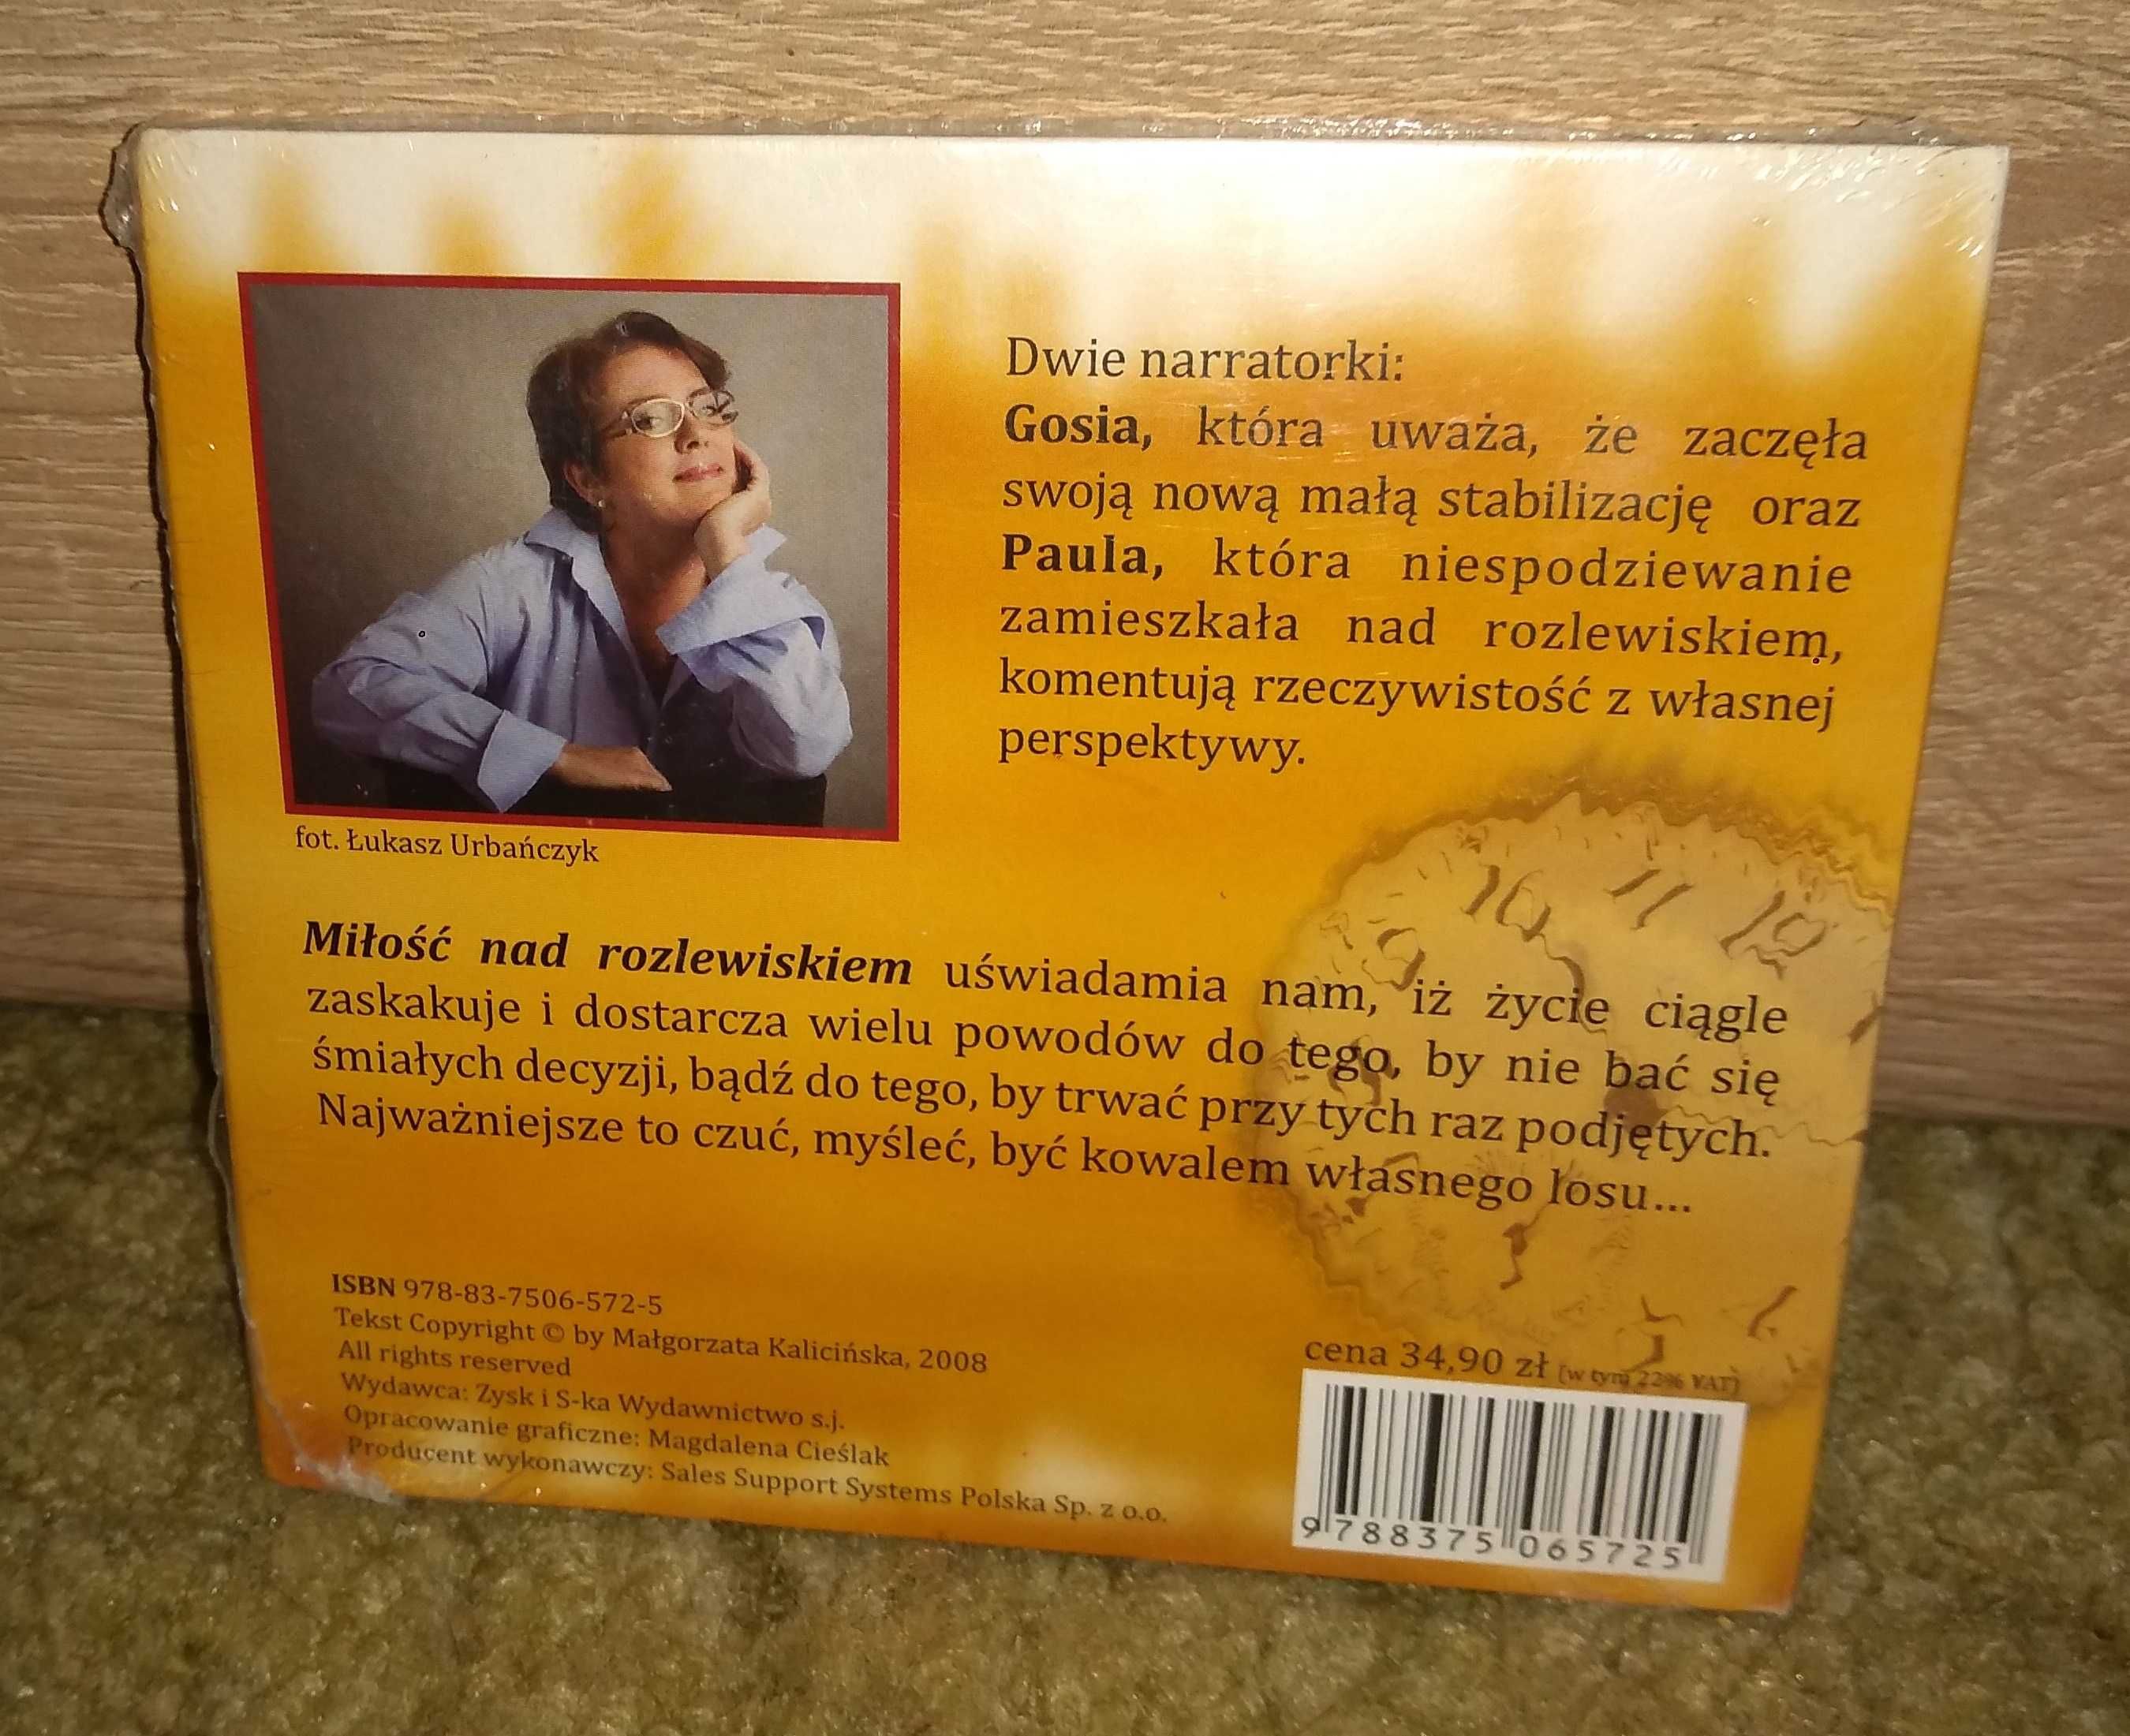 Dwie narratorki:
Gosia, która uważa, że zaczęła
swoją nową małą stabilizację oraz
Paula, która niespodziewanie
zamieszkała nad rozlewiskiem,
komentują rzeczywistość z własnej
perspektywy.
fot. Łukasz Urbańczyk
10 11 12
9
Miłość nad rozlewiskiem uświadamia nam, iż życie ciągle
zaskakuje i dostarcza wielu powodów do tego, by nie bać się
śmiałych decyzji, bądź do tego, by trwać przy tych raz podjętych.
Najważniejsze to czuć, myśleć, być kowalem własnego losu...
ISBN 978-83-7506-572-5
Tekst Copyright © by Małgorzata Kalicińska, 2008
All rights reserved
Wydawca: Zysk i S-ka Wydawnictwo s.j.
Opracowanie graficzne: Magdalena Cieślak
Producent wykonawczy: Sales Support Systems Polska Sp. z o.o.
cena 34,90 zł (w tym 22% VAT)
9 788375 065725